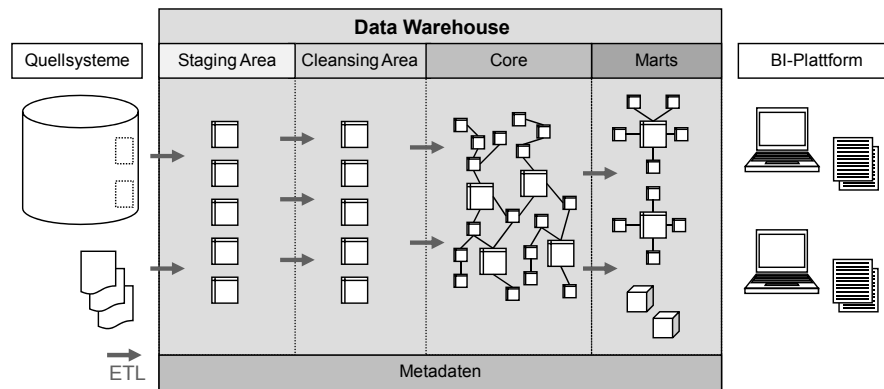 Data Warehouse
Quellsysteme
Staging Area
Cleansing Area
Core
Marts
BI-Plattform
ETL
Metadaten